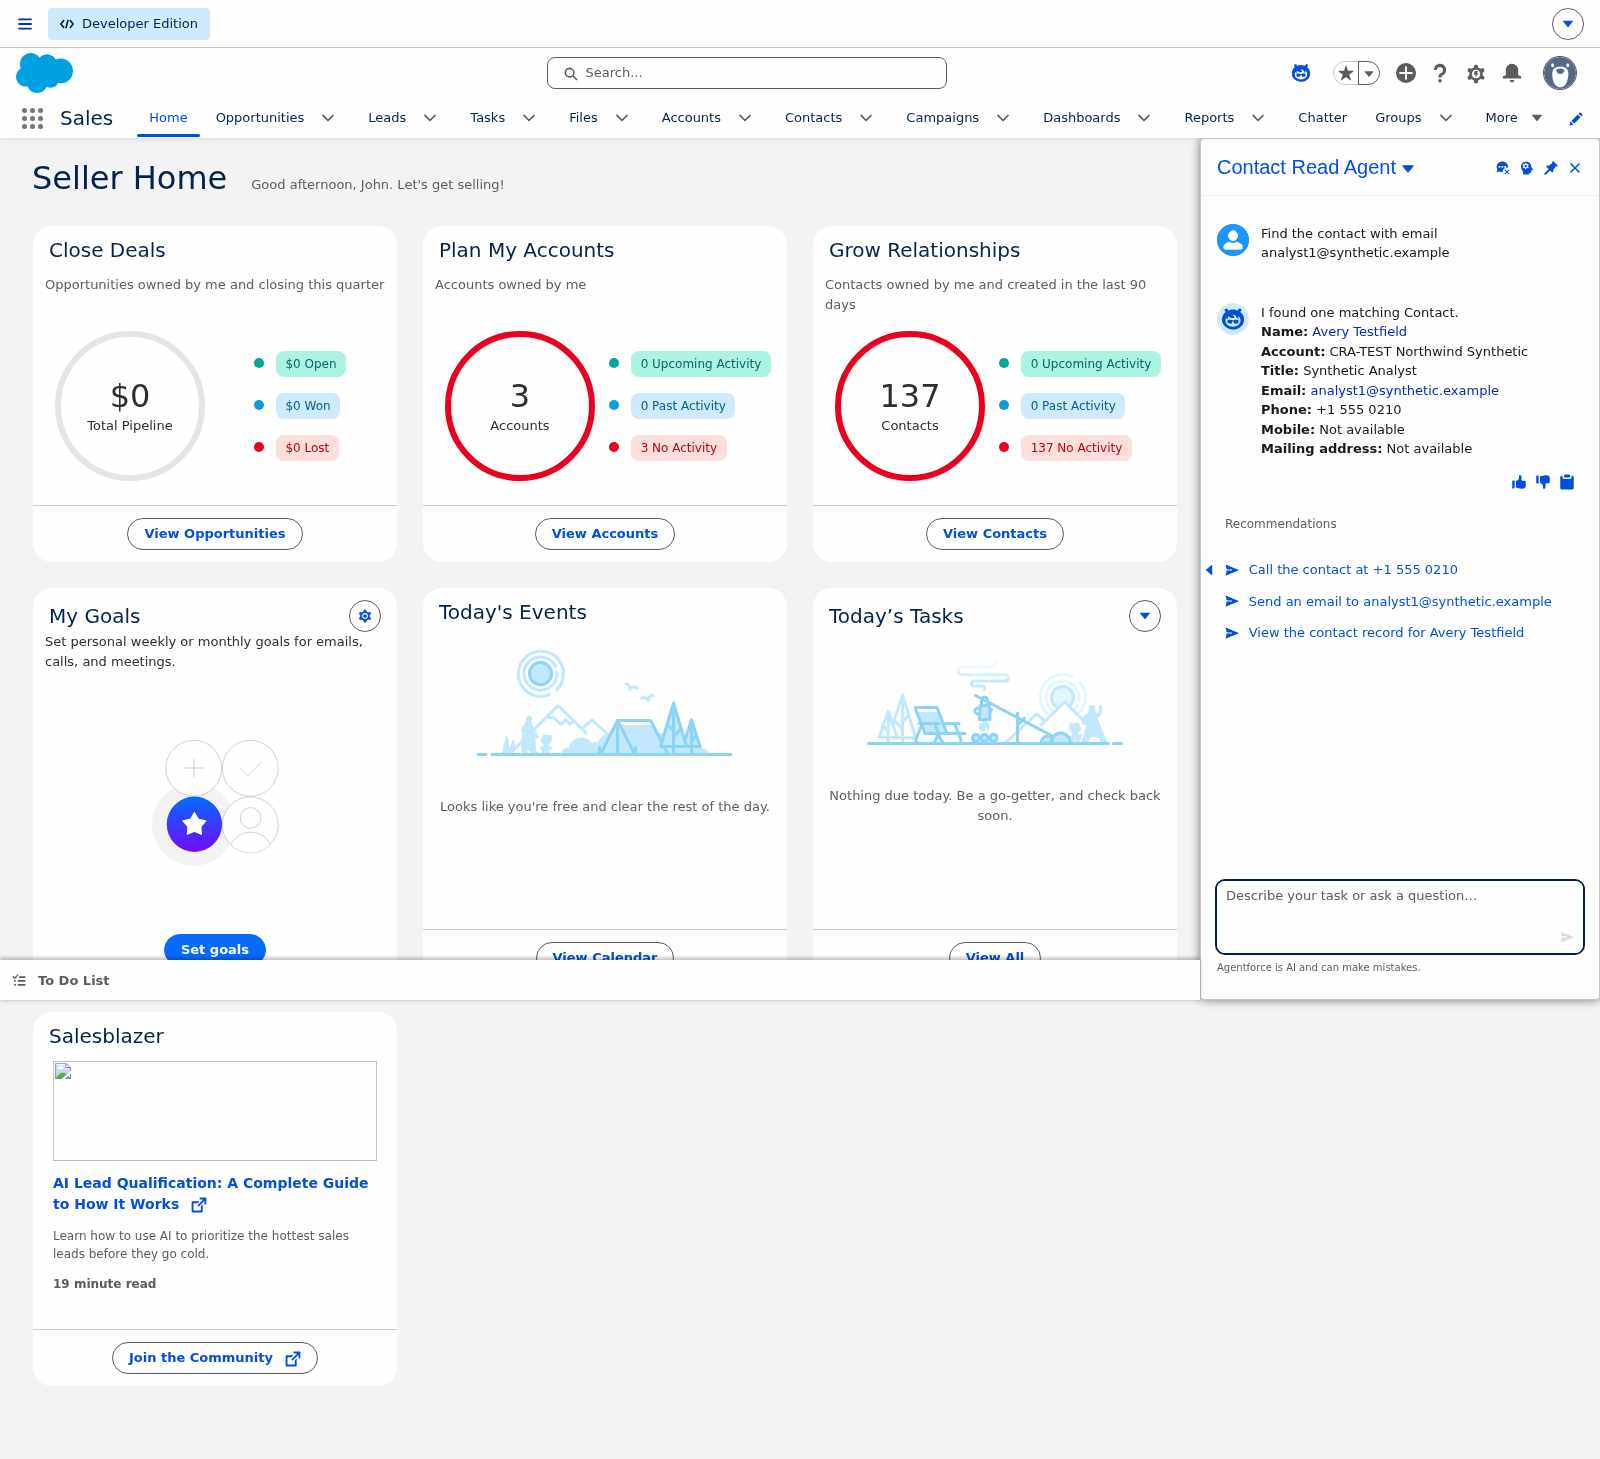 Developer Edition
Search...
Sales
Home
Opportunities
Leads
Tasks
Files
Accounts
Contacts
Campaigns
Dashboards
Reports
Chatter
Groups
More
Seller Home
Good afternoon, John. Let's get selling!
Close Deals
Opportunities owned by me and closing this quarter
$0
Total Pipeline
$0 Open
$0 Won
$0 Lost
View Opportunities
Plan My Accounts
Accounts owned by me
3
Accounts
0 Upcoming Activity
0 Past Activity
3 No Activity
View Accounts
Grow Relationships
Contacts owned by me and created in the last 90
days
137
Contacts
0 Upcoming Activity
0 Past Activity
137 No Activity
View Contacts
My Goals
Set personal weekly or monthly goals for emails,
calls, and meetings.
Set goals
Today's Events
Looks like you're free and clear the rest of the day.
View Calendar
Today’s Tasks
Nothing due today. Be a go-getter, and check back
soon.
View All
To Do List
Salesblazer
AI Lead Qualification: A Complete Guide
to How It Works
Learn how to use AI to prioritize the hottest sales
leads before they go cold.
19 minute read
Join the Community
Contact Read Agent
Find the contact with email
analyst1@synthetic.example
I found one matching Contact.
Name: Avery Testfield
Account: CRA-TEST Northwind Synthetic
Title: Synthetic Analyst
Email: analyst1@synthetic.example
Phone: +1 555 0210
Mobile: Not available
Mailing address: Not available
Recommendations
Call the contact at +1 555 0210
Send an email to analyst1@synthetic.example
View the contact record for Avery Testfield
Describe your task or ask a question...
Agentforce is AI and can make mistakes.